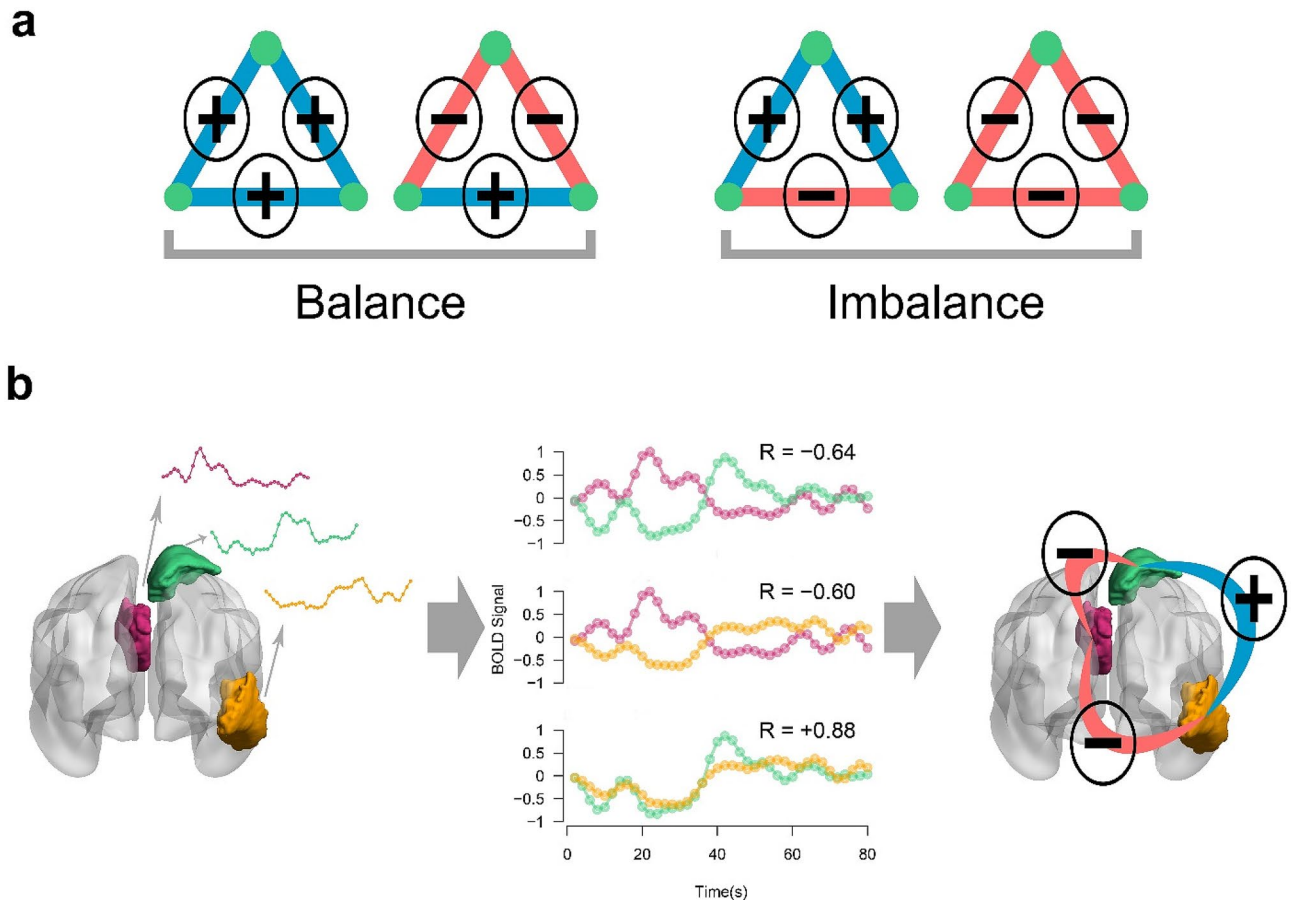 a
+ + - - + + - -
+ + - -
Balance Imbalance
b
R = −0.64
1
0.5
0
−0.5
−1
R = −0.60
1
0.5
0
−0.5
−1
BOLD Signal
R = +0.88
1
0.5
0
−0.5
−1
0 20 40 60 80
Time(s)
−
+
−